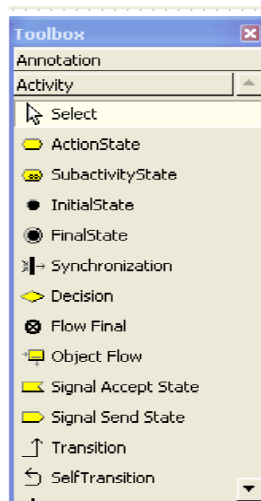 Toolbox
Annotation
Activity
Select
ActionState
SubactivityState
InitialState
FinalState
Synchronization
Decision
Flow Final
Object Flow
Signal Accept State
Signal Send State
Transition
SelfTransition